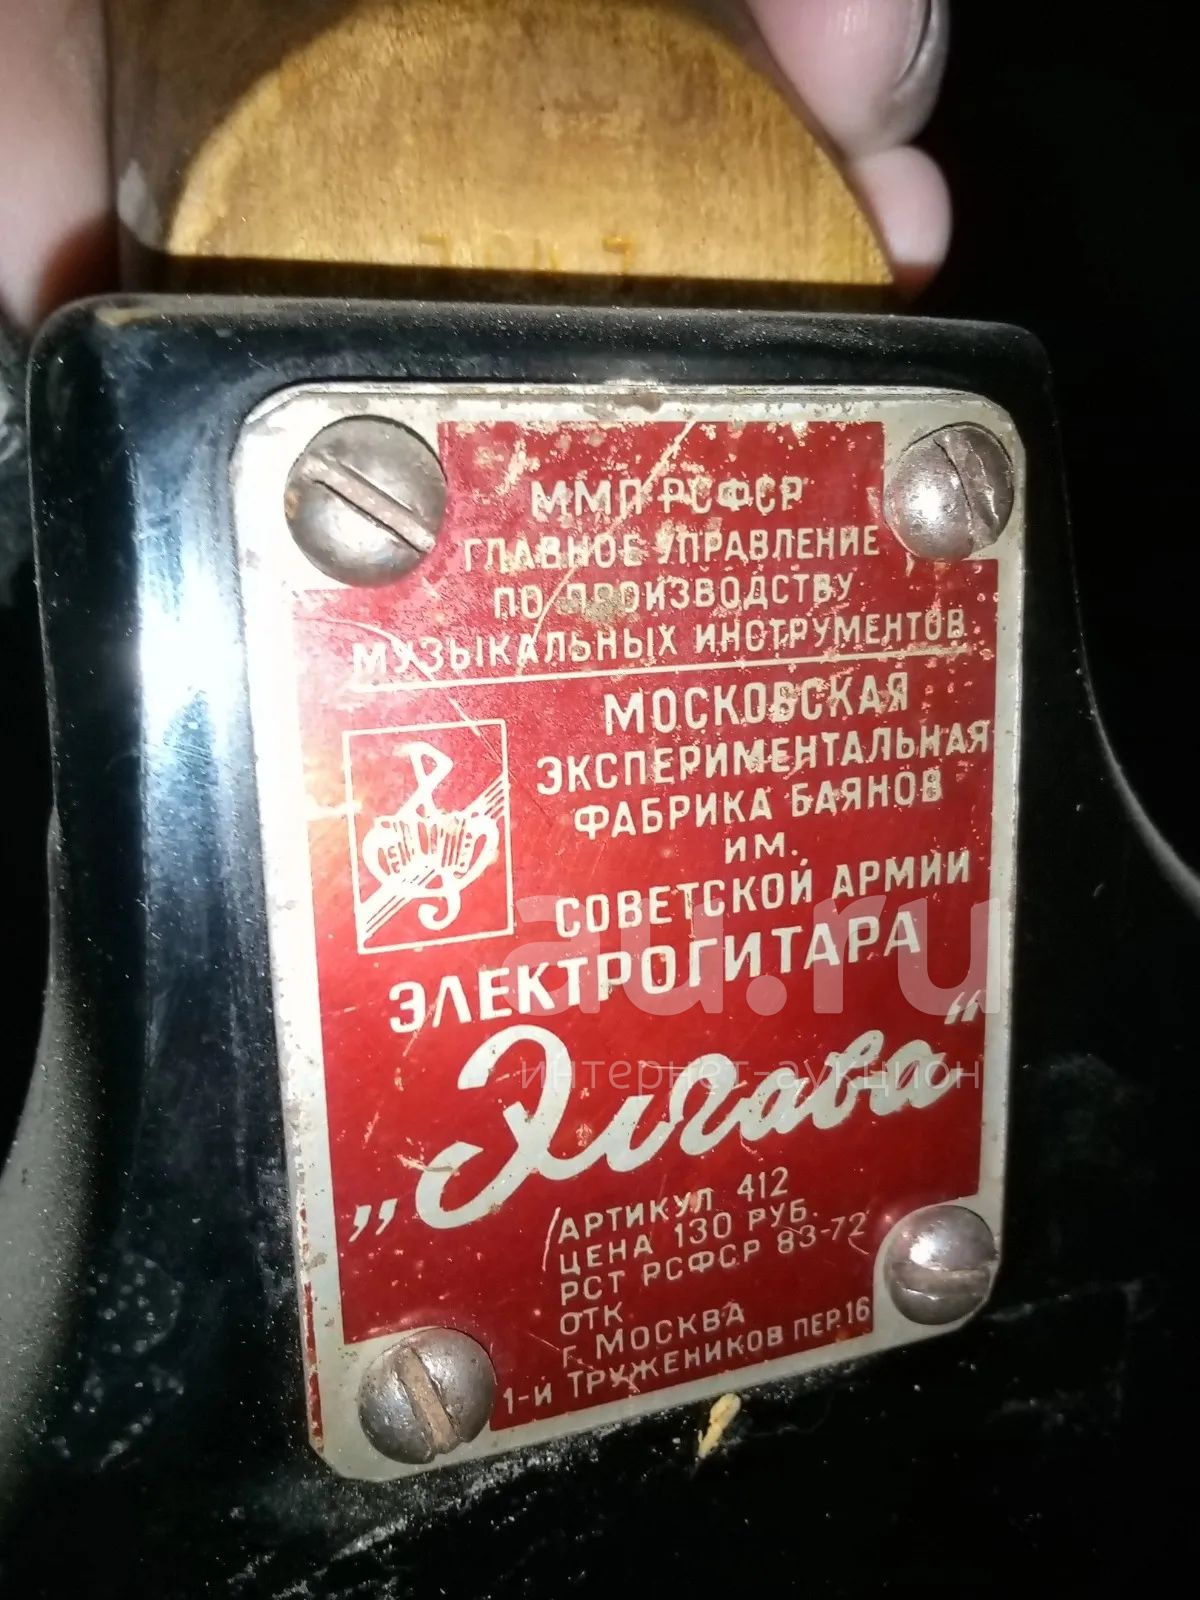 ММП РСФСР
ГЛАВНОЕ УПРАВЛЕНИЕ
ПО ПРОИЗВОДСТВУ
МУЗЫКАЛЬНЫХ ИНСТРУМЕНТОВ
МОСКОВСКАЯ
ЭКСПЕРИМЕНТАЛЬНАЯ
ФАБРИКА БАЯНОВ
ИМ.
СОВЕТСКОЙ АРМИИ
ЭЛЕКТРОГИТАРА
„Элгава“
АРТИКУЛ 412
ЦЕНА 130 РУБ.
РСТ РСФСР 83-72
ОТК
г. МОСКВА
1-й ТРУЖЕНИКОВ ПЕР. 16
au.ru
интернет-аукцион